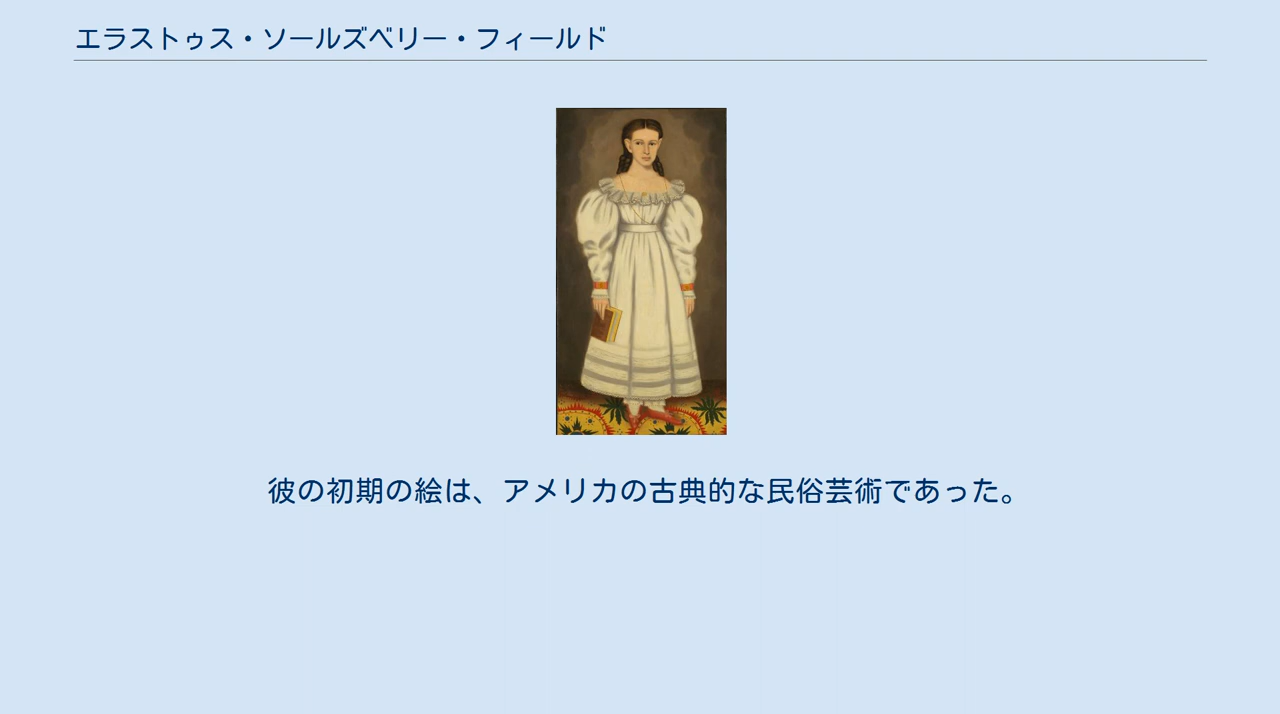 エラストゥス・ソールズベリー・フィールド
彼の初期の絵は、アメリカの古典的な民俗芸術であった。